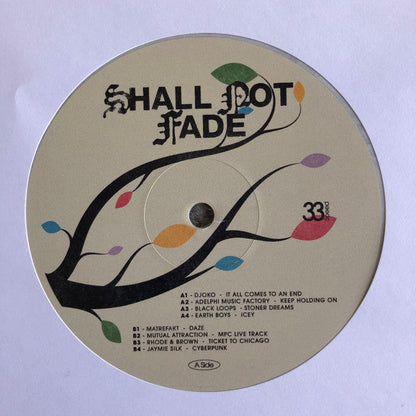 SHALL NOT
FADE
33
speed
A1 - DJOKO - IT ALL COMES TO AN END
A2 - ADELPHI MUSIC FACTORY - KEEP HOLDING ON
A3 - BLACK LOOPS - STONER DREAMS
A4 - EARTH BOYS - ICEY
B1 - MATREFAKT - DAZE
B2 - MUTUAL ATTRACTION - MPC LIVE TRACK
B3 - RHODE & BROWN - TICKET TO CHICAGO
B4 - JAYMIE SILK - CYBERPUNK
A Side